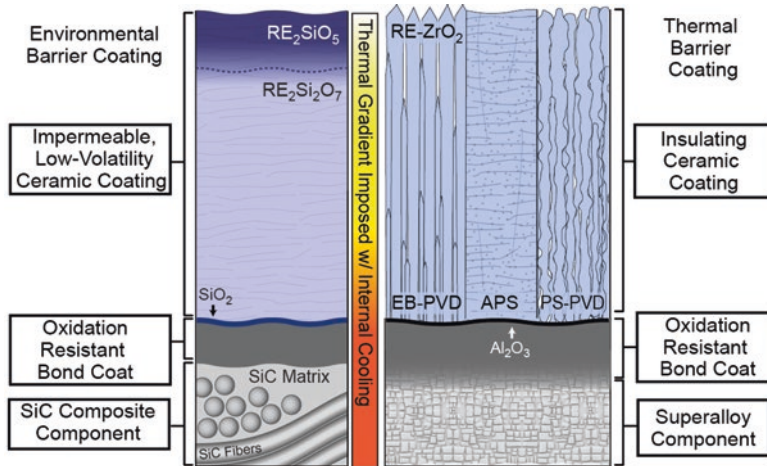 Environmental
Barrier Coating
Impermeable,
Low-Volatility
Ceramic Coating
Oxidation
Resistant
Bond Coat
SiC Composite
Component
RE₂SiO₅
RE₂Si₂O₇
SiO₂
SiC Matrix
SiC Fibers
Thermal Gradient Imposed w/ Internal Cooling
RE-ZrO₂
EB-PVD
APS
PS-PVD
Al₂O₃
Thermal
Barrier
Coating
Insulating
Ceramic
Coating
Oxidation
Resistant
Bond Coat
Superalloy
Component